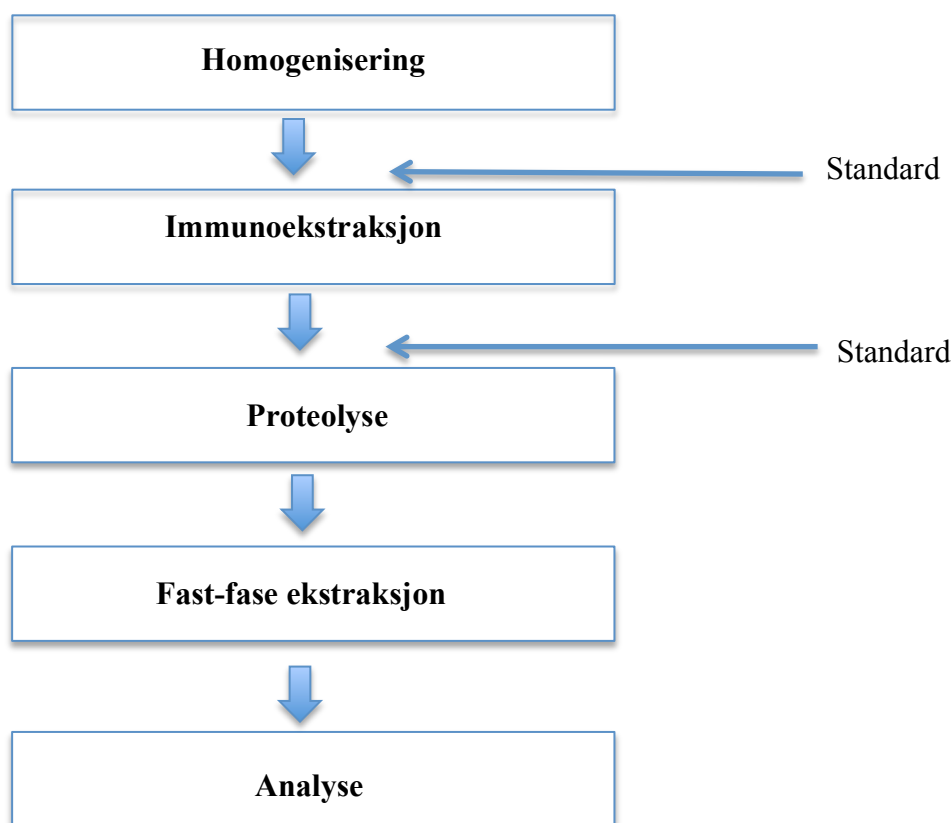 Homogenisering
Standard
Immunoekstraksjon
Standard
Proteolyse
Fast-fase ekstraksjon
Analyse